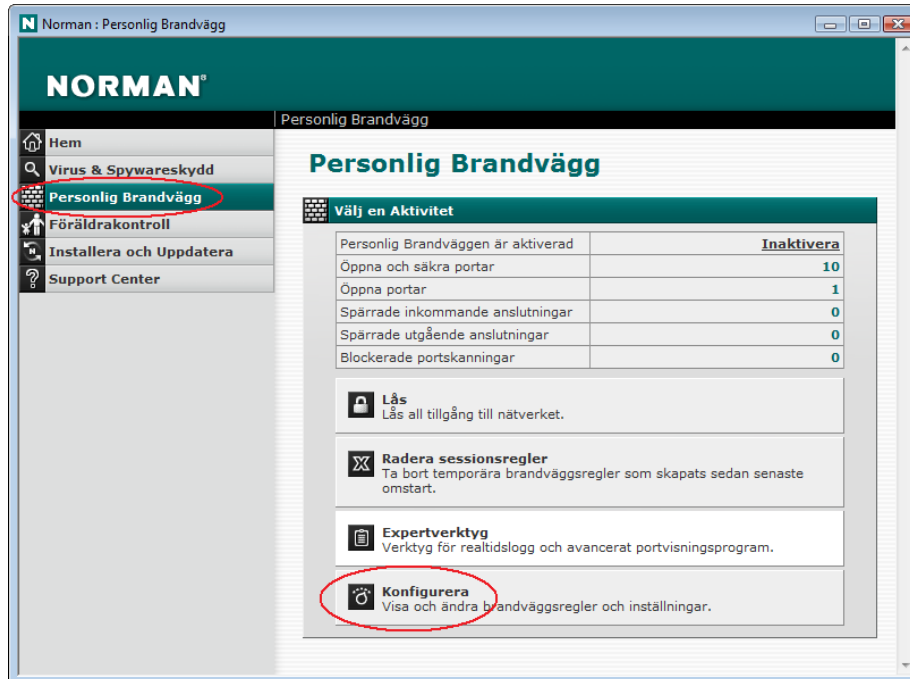 Norman : Personlig Brandvägg
NORMAN®
Personlig Brandvägg
Hem
Virus & Spywareskydd
Personlig Brandvägg
Föräldrakontroll
Installera och Uppdatera
Support Center
Personlig Brandvägg
Välj en Aktivitet
Personlig Brandväggen är aktiverad Inaktivera
Öppna och säkra portar 10
Öppna portar 1
Spärrade inkommande anslutningar 0
Spärrade utgående anslutningar 0
Blockerade portskanningar 0
Lås
Lås all tillgång till nätverket.
Radera sessionsregler
Ta bort temporära brandväggsregler som skapats sedan senaste
omstart.
Expertverktyg
Verktyg för realtidslogg och avancerat portvisningsprogram.
Konfigurera
Visa och ändra brandväggsregler och inställningar.